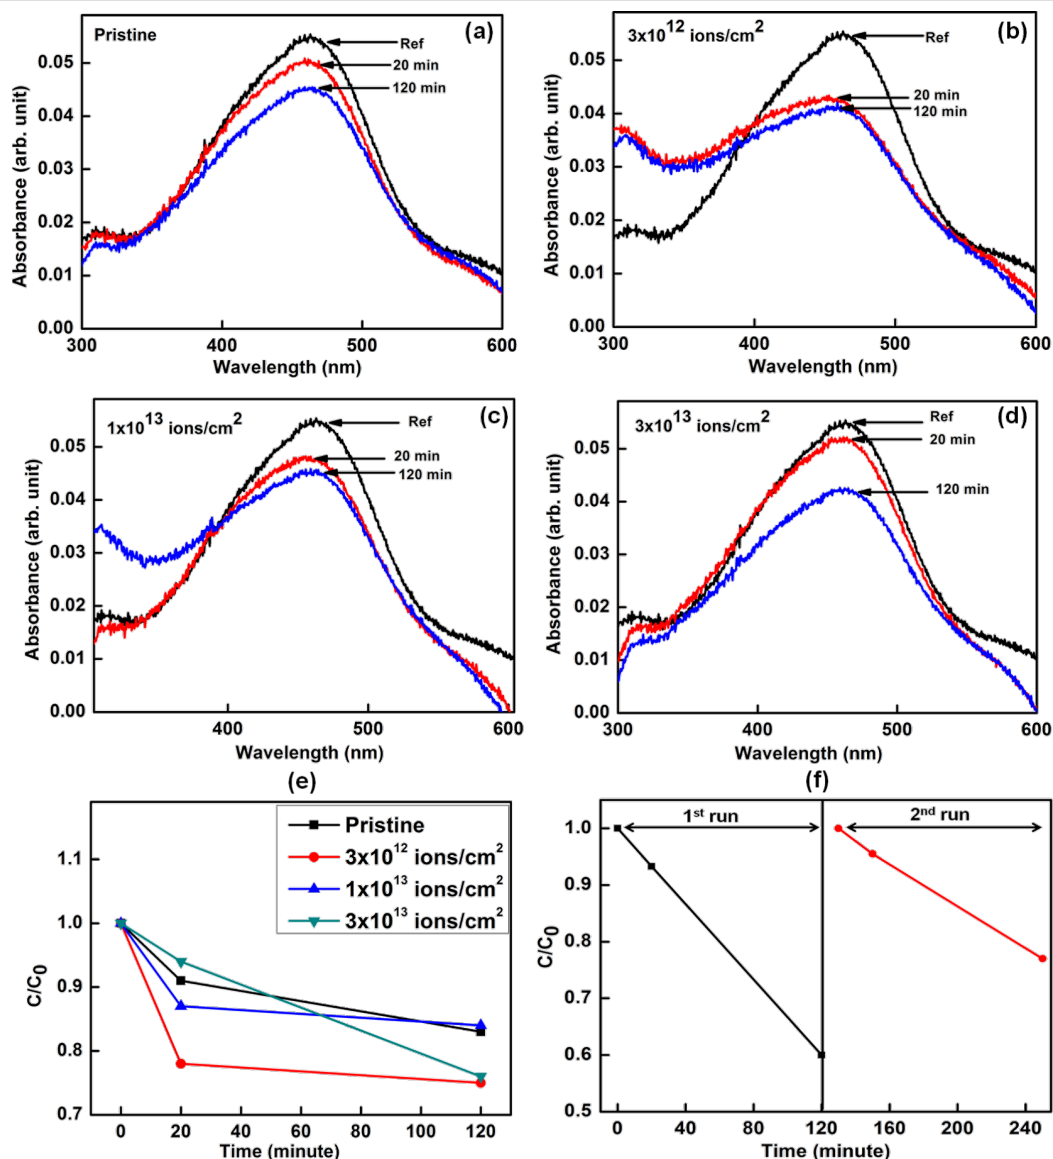 Pristine
(a)
Ref
20 min
120 min
0.05
0.04
0.03
0.02
0.01
0.00
300
400
500
600
Absorbance (arb. unit)
Wavelength (nm)
3x10¹² ions/cm²
(b)
Ref
20 min
120 min
0.05
0.04
0.03
0.02
0.01
0.00
300
400
500
600
Absorbance (arb. unit)
Wavelength (nm)
1x10¹³ ions/cm²
(c)
Ref
20 min
120 min
0.05
0.04
0.03
0.02
0.01
0.00
400
500
600
Absorbance (arb. unit)
Wavelength (nm)
3x10¹³ ions/cm²
(d)
Ref
20 min
120 min
0.05
0.04
0.03
0.02
0.01
0.00
300
400
500
600
Absorbance (arb. unit)
Wavelength (nm)
(e)
Pristine
3x10¹² ions/cm²
1x10¹³ ions/cm²
3x10¹³ ions/cm²
1.1
1.0
0.9
0.8
0.7
0
20
40
60
80
100
120
C/C₀
Time (minute)
(f)
1ˢᵗ run
2ⁿᵈ run
1.0
0.9
0.8
0.7
0.6
0.5
0
40
80
120
160
200
240
C/C₀
Time (minute)